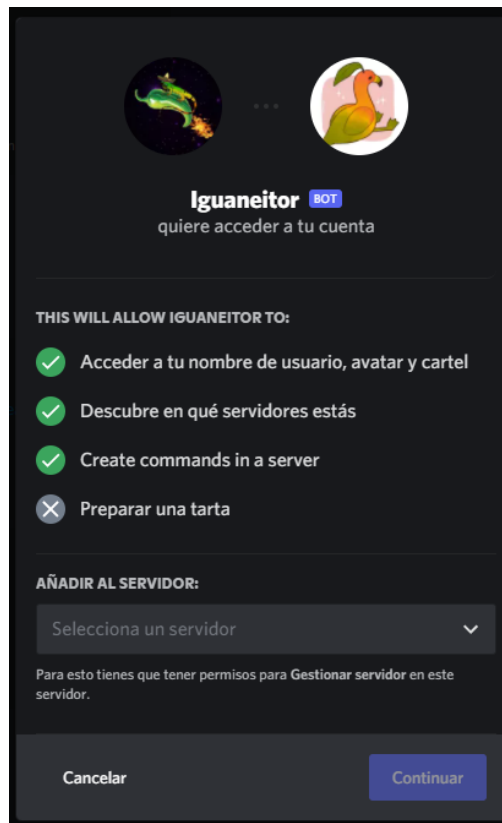 Iguaneitor BOT
quiere acceder a tu cuenta
THIS WILL ALLOW IGUANEITOR TO:
Acceder a tu nombre de usuario, avatar y cartel
Descubre en qué servidores estás
Create commands in a server
Preparar una tarta
AÑADIR AL SERVIDOR:
Selecciona un servidor
Para esto tienes que tener permisos para Gestionar servidor en este
servidor.
Cancelar
Continuar